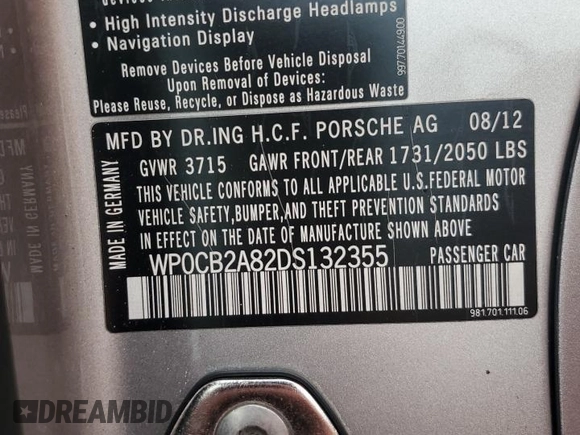 • High Intensity Discharge Headlamps
• Navigation Display
Remove Devices Before Vehicle Disposal
Upon Removal of Devices:
Please Reuse, Recycle, or Dispose as Hazardous Waste
997.701.449.00
MFD BY DR.ING H.C.F. PORSCHE AG 08/12
GVWR 3715 GAWR FRONT/REAR 1731/2050 LBS
THIS VEHICLE CONFORMS TO ALL APPLICABLE U.S.FEDERAL MOTOR
VEHICLE SAFETY,BUMPER,AND THEFT PREVENTION STANDARDS
IN EFFECT ON THE DATE OF MANUFACTURE SHOWN ABOVE
WP0CB2A82DS132355 PASSENGER CAR
MADE IN GERMANY
981.701.111.06
DREAMBID